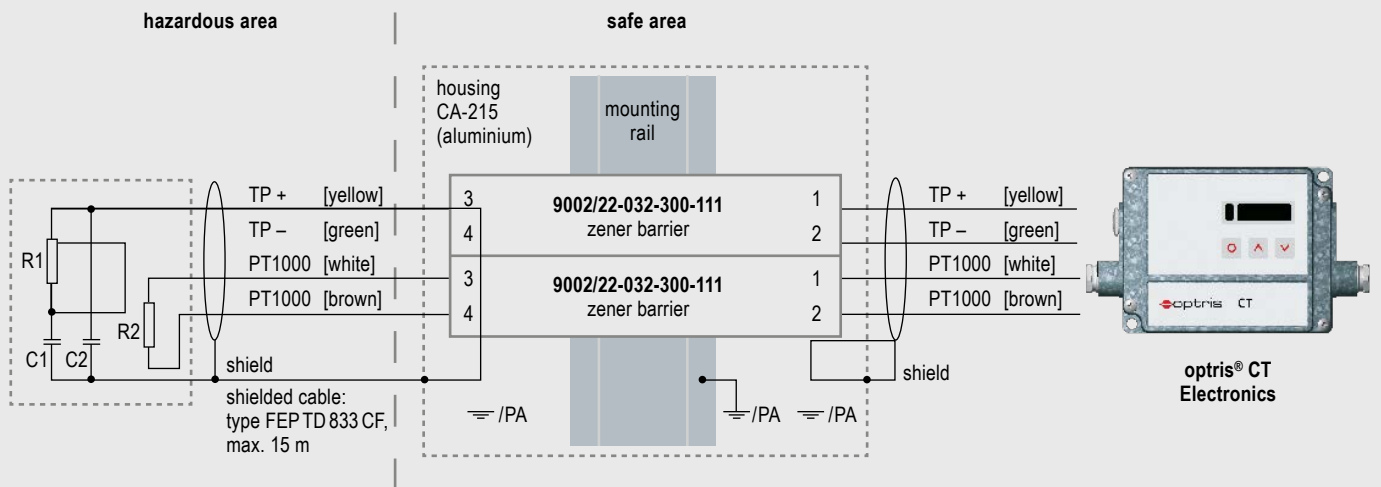 hazardous area
safe area
housing
CA-215
(aluminium)
mounting
rail
TP + [yellow]
TP – [green]
PT1000 [white]
PT1000 [brown]
3
4
9002/22-032-300-111
zener barrier
1
2
3
4
9002/22-032-300-111
zener barrier
1
2
TP + [yellow]
TP – [green]
PT1000 [white]
PT1000 [brown]
R1
R2
C1
C2
shield
shielded cable:
type FEP TD 833 CF,
max. 15 m
/PA
/PA
/PA
shield
optris CT
optris® CT
Electronics